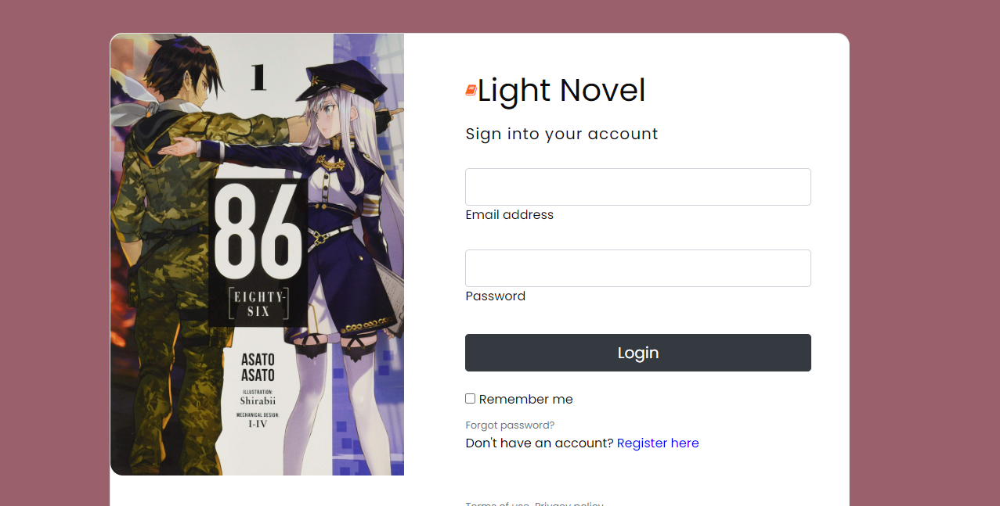 1
86
[EIGHTY-
SIX]
ASATO
ASATO
ILLUSTRATION:
Shirabii
MECHANICAL DESIGN:
I-IV
Light Novel
Sign into your account
Email address
Password
Login
Remember me
Forgot password?
Don't have an account? Register here
Terms of use. Privacy policy